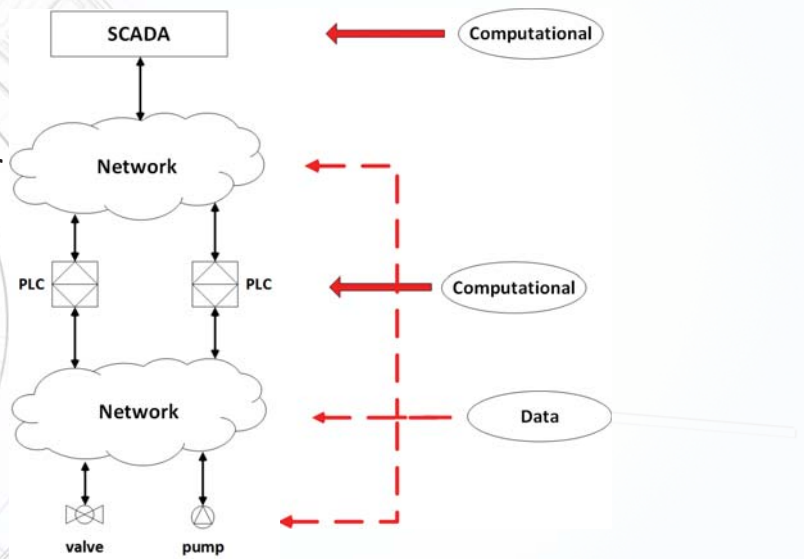 SCADA
Computational
Network
PLC
PLC
Computational
Network
Data
valve
pump